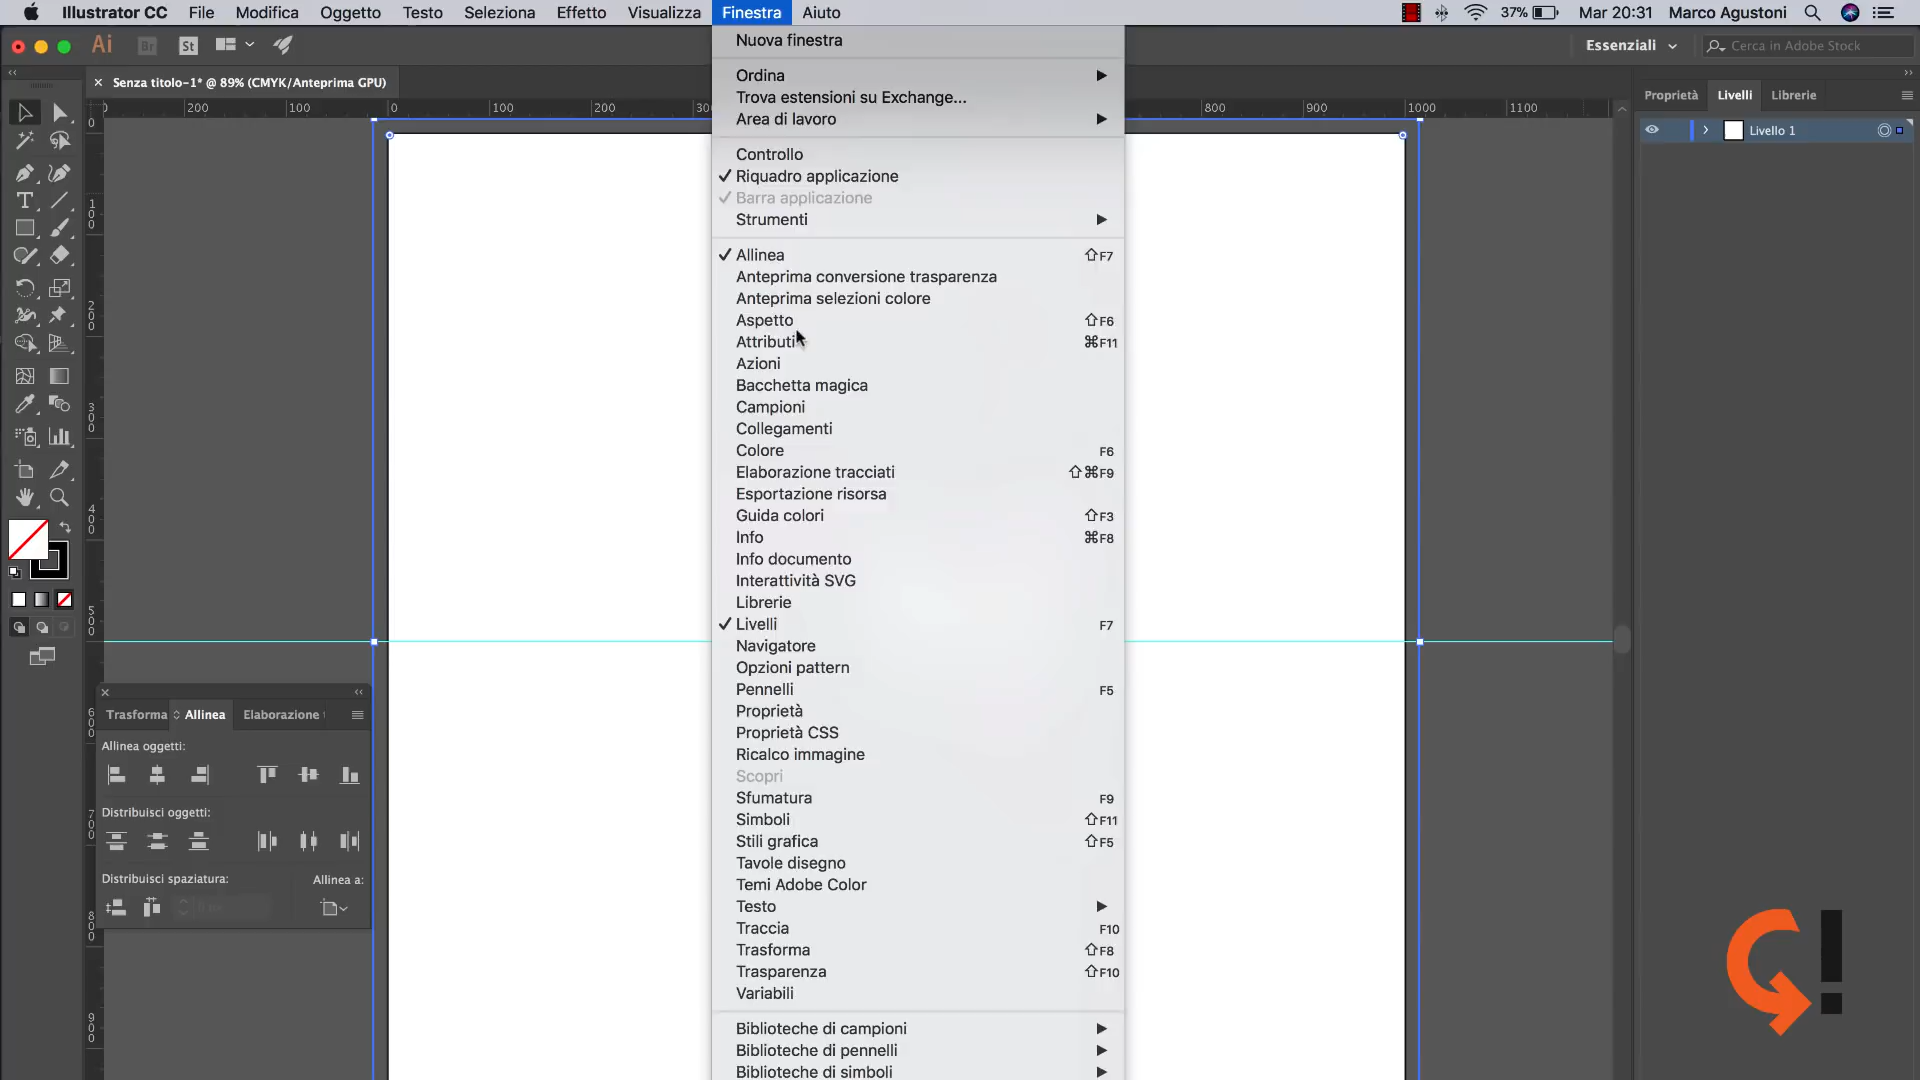 Illustrator CC File Modifica Oggetto Testo Seleziona Effetto Visualizza Finestra Aiuto 37% Mar 20:31 Marco Agustoni
Ai Br St Essenziali Cerca in Adobe Stock
Senza titolo-1* @ 89% (CMYK/Anteprima GPU)
200 100 0 100 200 800 900 1000 1100
Nuova finestra
Ordina
Trova estensioni su Exchange...
Area di lavoro
Controllo
Riquadro applicazione
Barra applicazione
Strumenti
Allinea ⇧F7
Anteprima conversione trasparenza
Anteprima selezioni colore
Aspetto ⇧F6
Attributi ⌘F11
Azioni
Bacchetta magica
Campioni
Collegamenti
Colore F6
Elaborazione tracciati ⇧⌘F9
Esportazione risorsa
Guida colori ⇧F3
Info ⌘F8
Info documento
Interattività SVG
Librerie
Livelli F7
Navigatore
Opzioni pattern
Pennelli F5
Proprietà
Proprietà CSS
Ricalco immagine
Scopri
Sfumatura F9
Simboli ⇧F11
Stili grafica ⇧F5
Tavole disegno
Temi Adobe Color
Testo
Traccia F10
Trasforma ⇧F8
Trasparenza ⇧F10
Variabili
Biblioteche di campioni
Biblioteche di pennelli
Biblioteche di simboli
Proprietà Livelli Librerie
Livello 1
0
100
200
300
400
500
Trasforma Allinea Elaborazione
Allinea oggetti:
Distribuisci oggetti:
Distribuisci spaziatura: Allinea a: